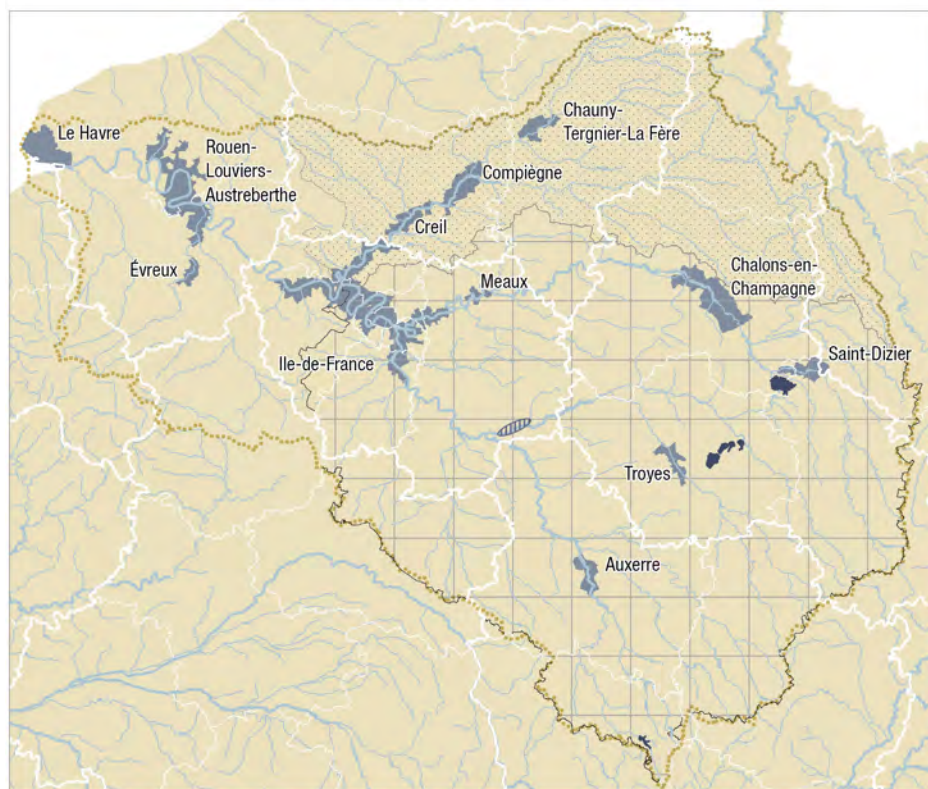 Le Havre
Rouen-
Louviers-
Austreberthe
Évreux
Chauny-
Tergnier-La Fère
Compiègne
Creil
Meaux
Chalons-en-
Champagne
Ile-de-France
Saint-Dizier
Troyes
Auxerre